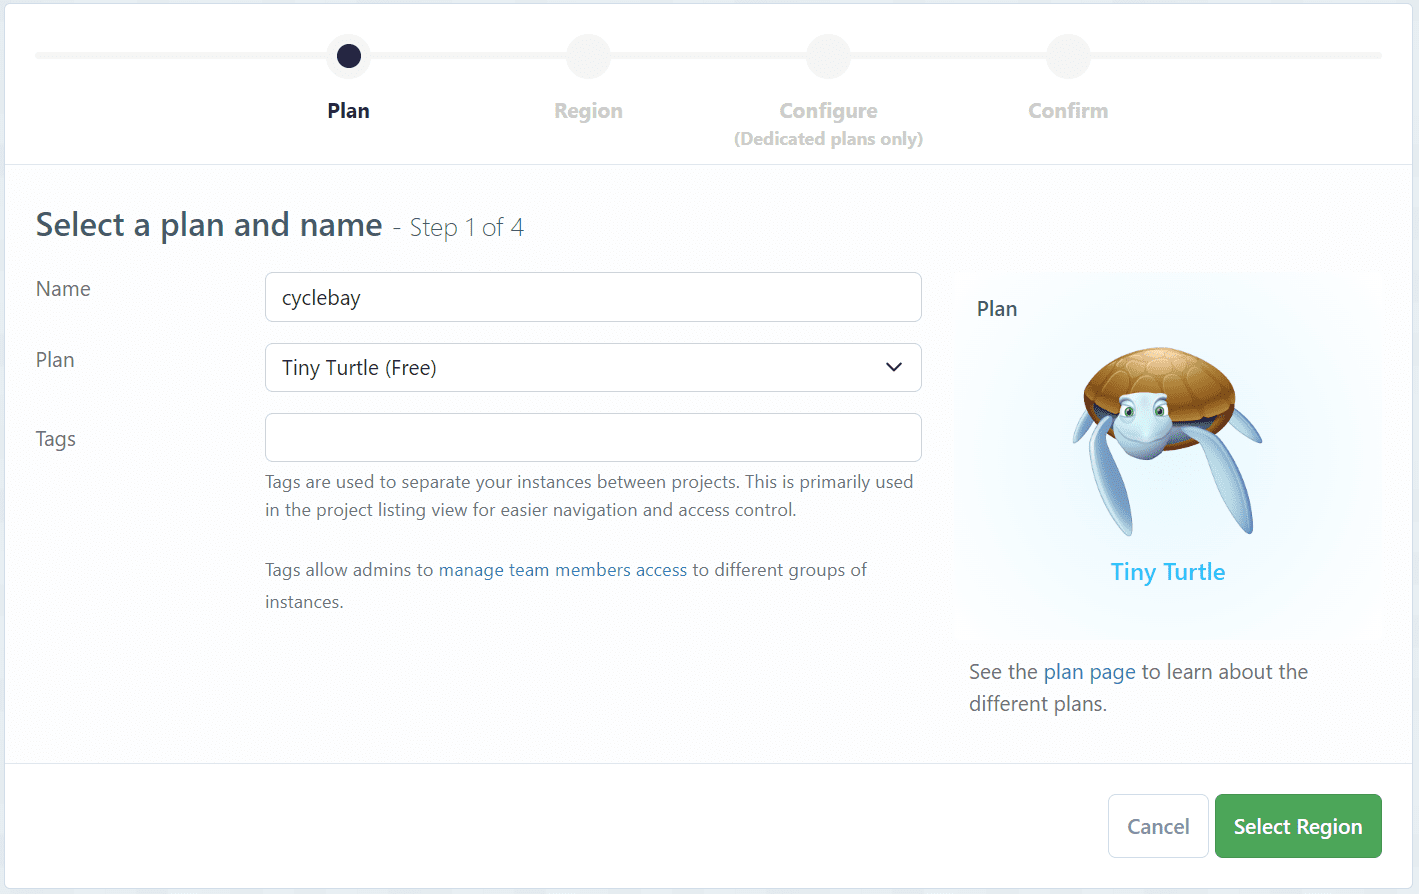 Plan
Region
Configure
(Dedicated plans only)
Confirm
Select a plan and name - Step 1 of 4
Name
cyclebay
Plan
Tiny Turtle (Free)
Tags
Tags are used to separate your instances between projects. This is primarily used
in the project listing view for easier navigation and access control.
Tags allow admins to manage team members access to different groups of
instances.
Plan
Tiny Turtle
See the plan page to learn about the
different plans.
Cancel
Select Region